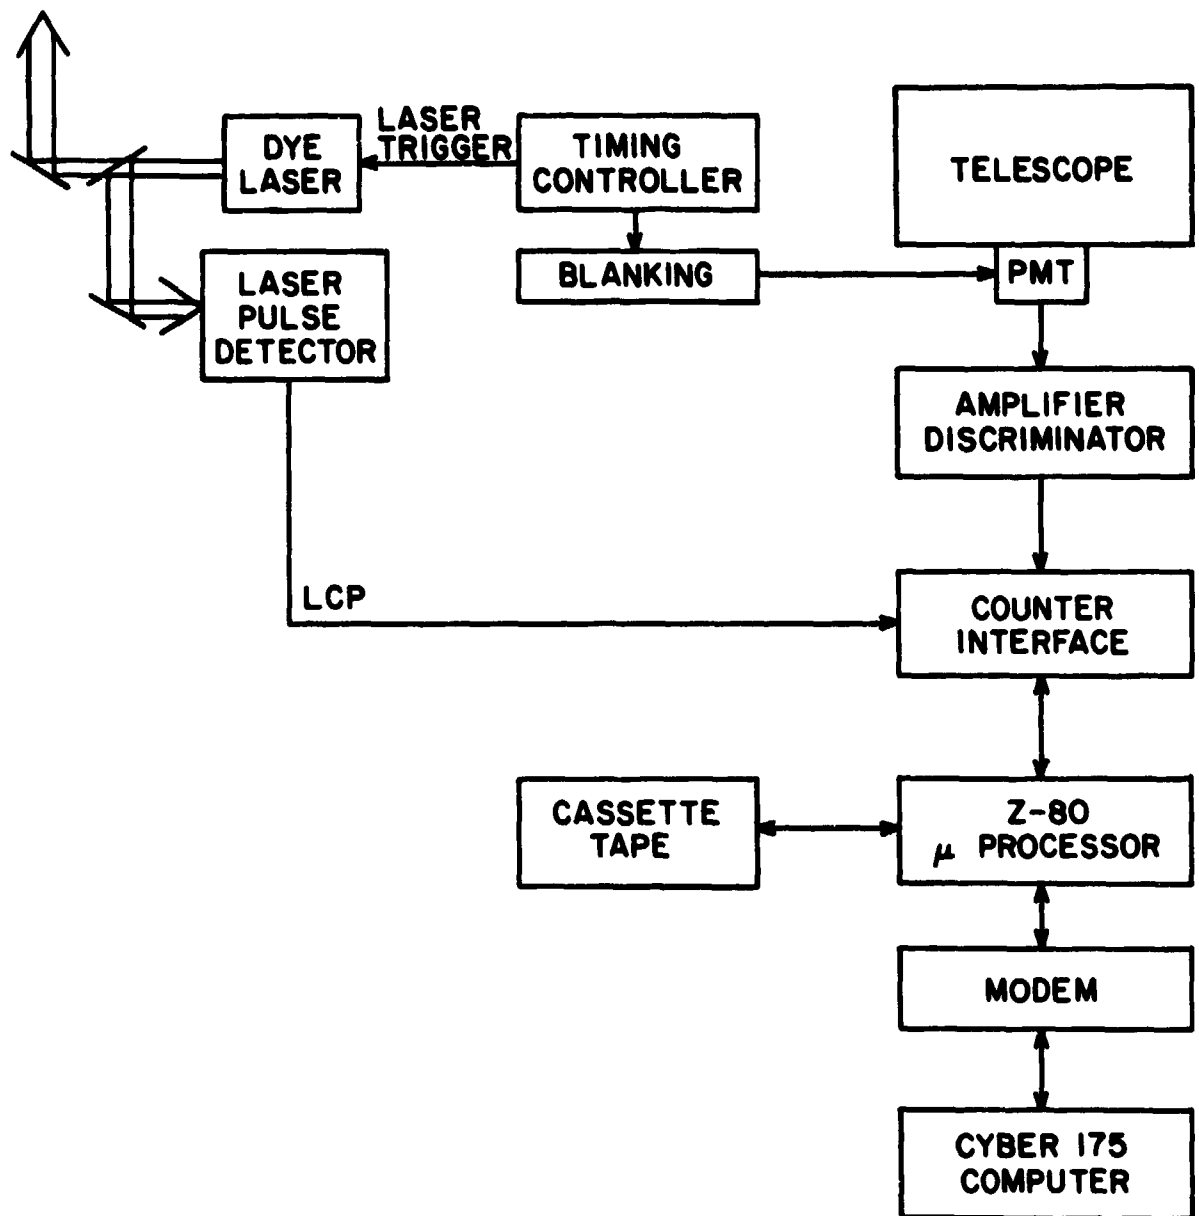 DYE
LASER
LASER
TRIGGER
TIMING
CONTROLLER
TELESCOPE
LASER
PULSE
DETECTOR
BLANKING
PMT
AMPLIFIER
DISCRIMINATOR
LCP
COUNTER
INTERFACE
CASSETTE
TAPE
Z-80
μ PROCESSOR
MODEM
CYBER 175
COMPUTER